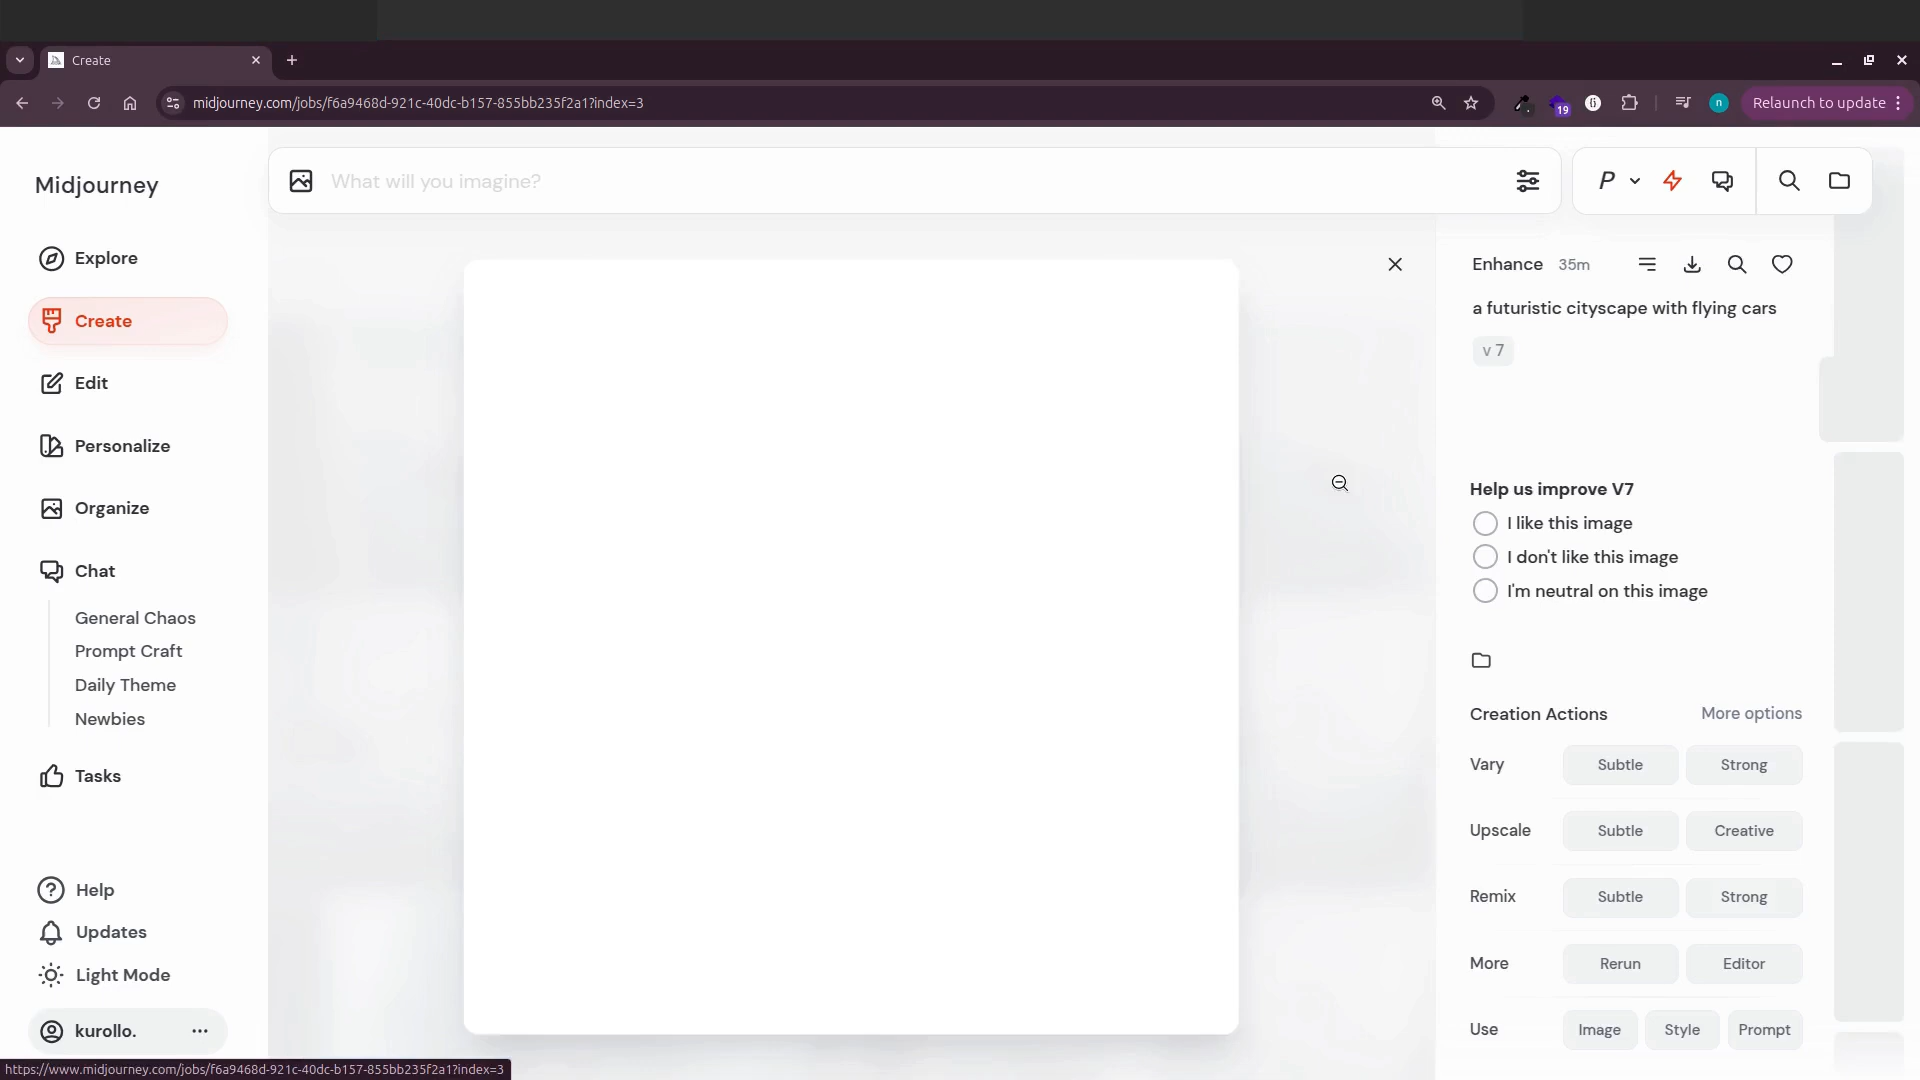 Create
midjourney.com/jobs/f6a9468d-921c-40dc-b157-855bb235f2a1?index=3
19
n
Relaunch to update
Midjourney
What will you imagine?
P
Explore
Create
Edit
Personalize
Organize
Chat
General Chaos
Prompt Craft
Daily Theme
Newbies
Tasks
Help
Updates
Light Mode
kurollo.
Enhance 35m
a futuristic cityscape with flying cars
v 7
Help us improve V7
I like this image
I don't like this image
I'm neutral on this image
Creation Actions More options
Vary Subtle Strong
Upscale Subtle Creative
Remix Subtle Strong
More Rerun Editor
Use Image Style Prompt
https://www.midjourney.com/jobs/f6a9468d-921c-40dc-b157-855bb235f2a1?index=3